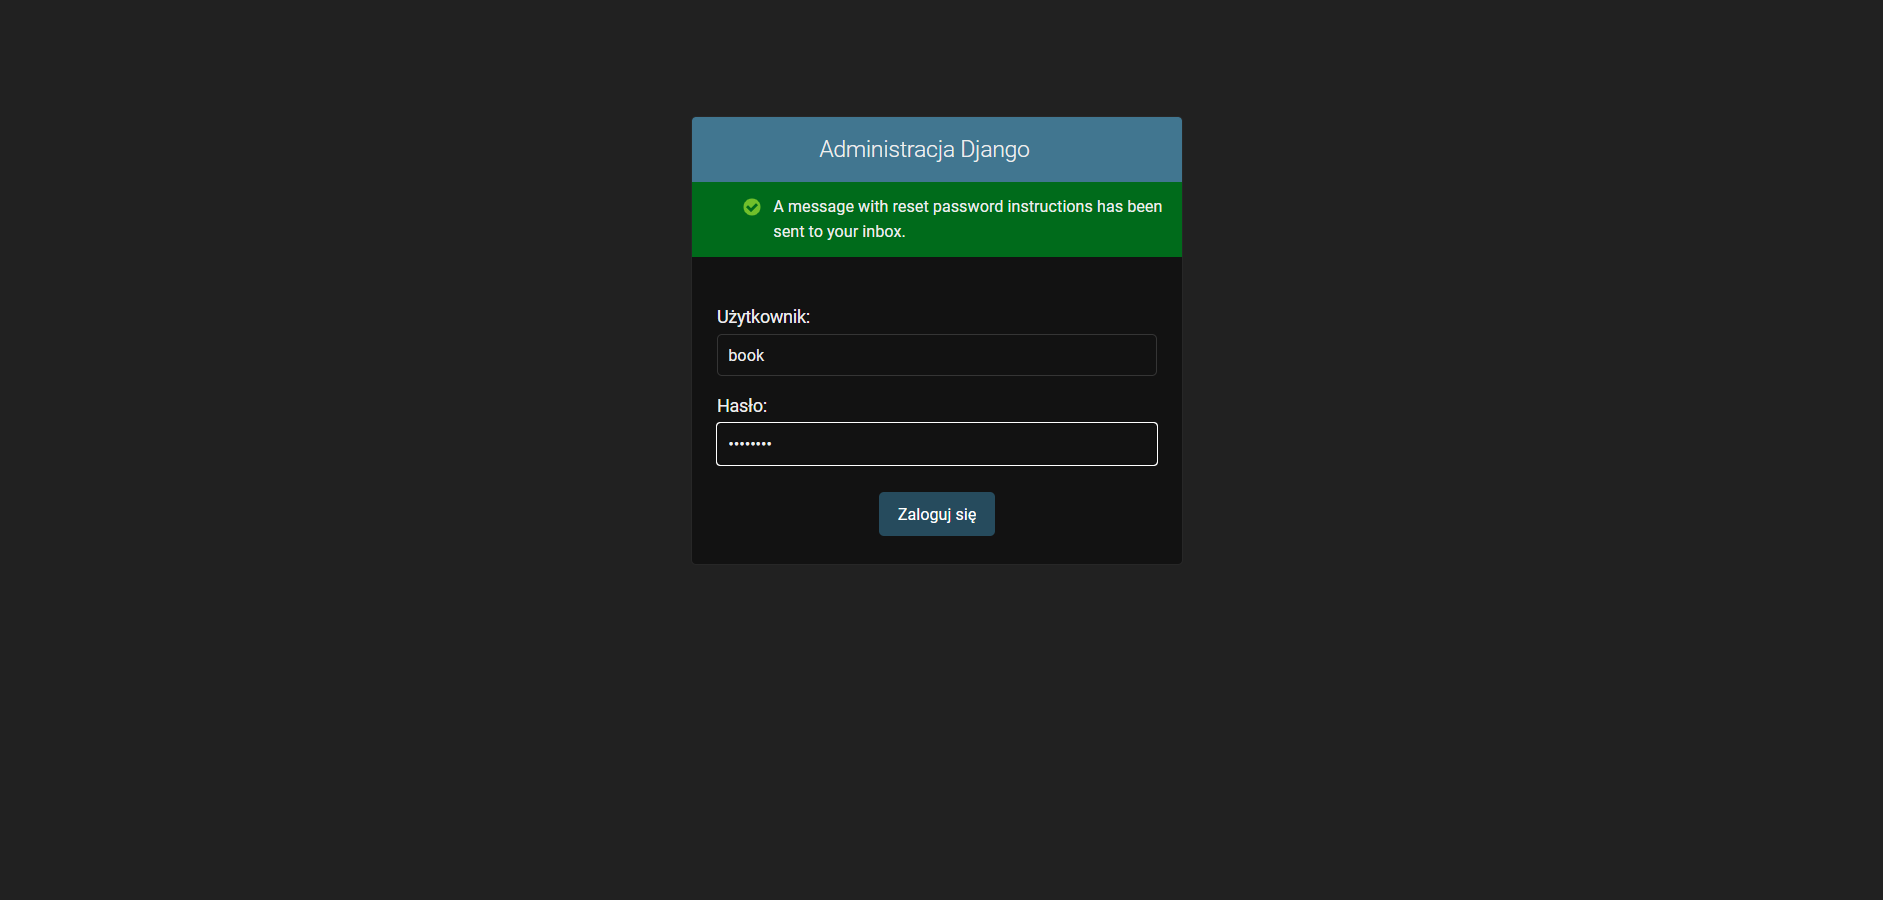 Administracja Django
A message with reset password instructions has been
sent to your inbox.
Użytkownik:
book
Hasło:
••••••••
Zaloguj się